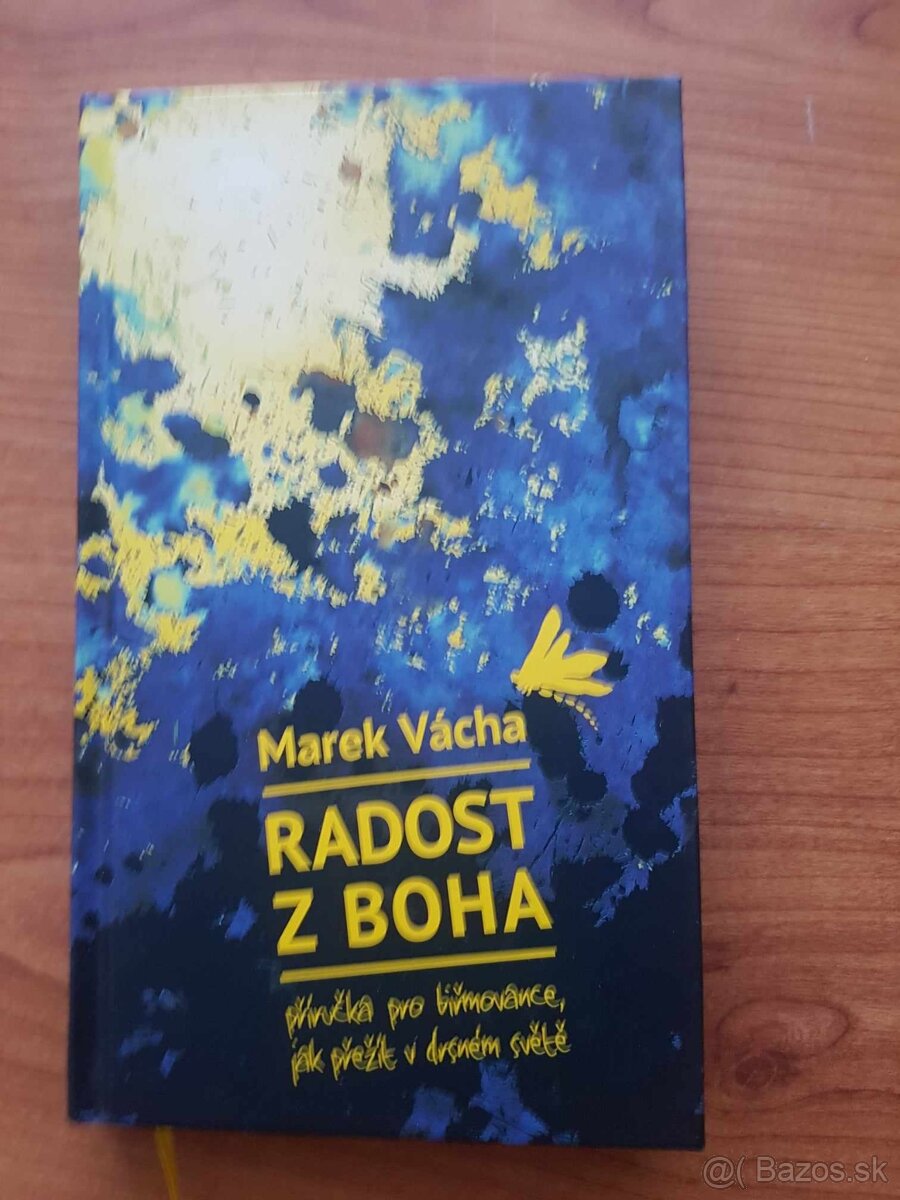 Marek Vácha
RADOST
Z BOHA
příručka pro biřmovance,
jak přežít v drsném světě
@( Bazos.sk